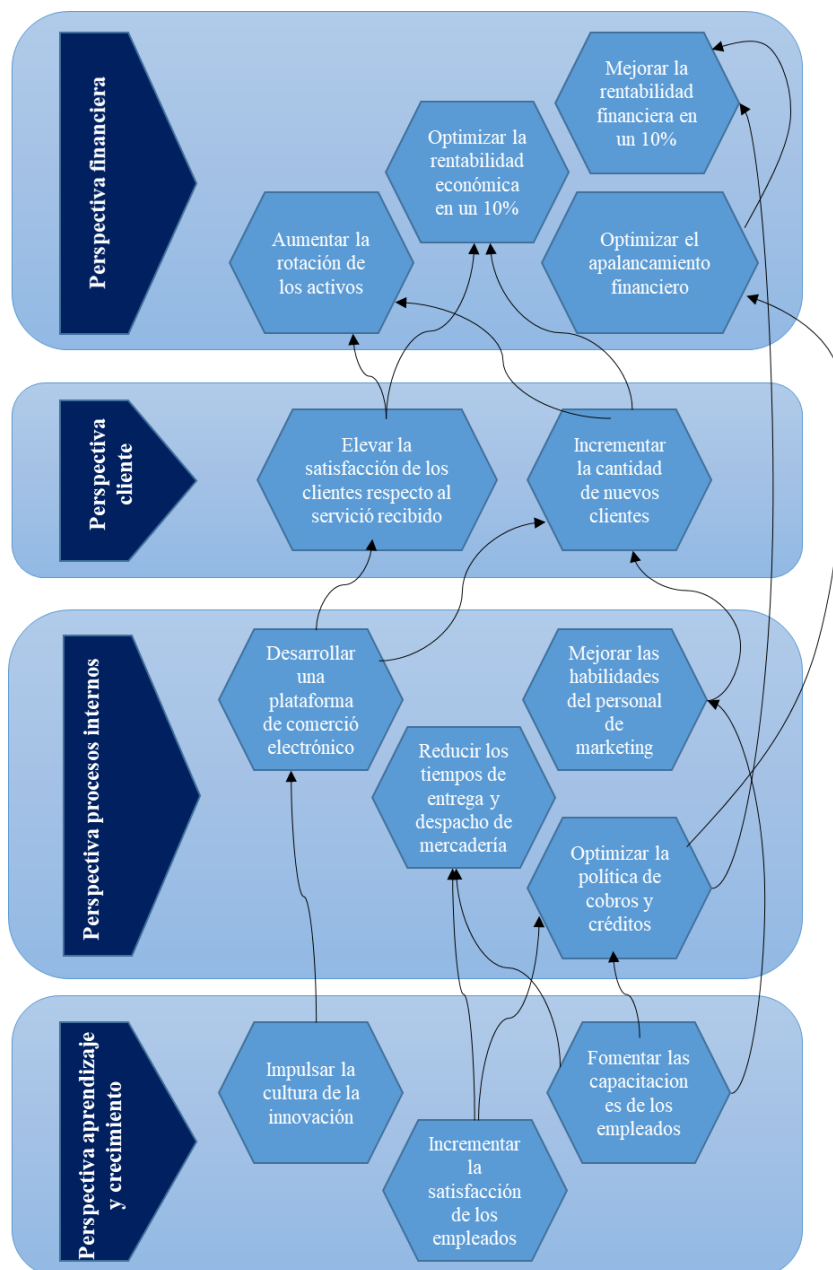 Perspectiva financiera
Mejorar la
rentabilidad
financiera en
un 10%
Optimizar la
rentabilidad
económica
en un 10%
Aumentar la
rotación de
los activos
Optimizar el
apalancamiento
financiero
Perspectiva
cliente
Elevar la
satisfacción de los
clientes respecto al
servició recibido
Incrementar
la cantidad
de nuevos
clientes
Perspectiva procesos internos
Desarrollar
una
plataforma
de comerció
electrónico
Mejorar las
habilidades
del personal
de
marketing
Reducir los
tiempos de
entrega y
despacho de
mercadería
Optimizar la
política de
cobros y
créditos
Perspectiva aprendizaje
y crecimiento
Impulsar la
cultura de la
innovación
Fomentar las
capacitacion
es de los
empleados
Incrementar
la
satisfacción
de los
empleados